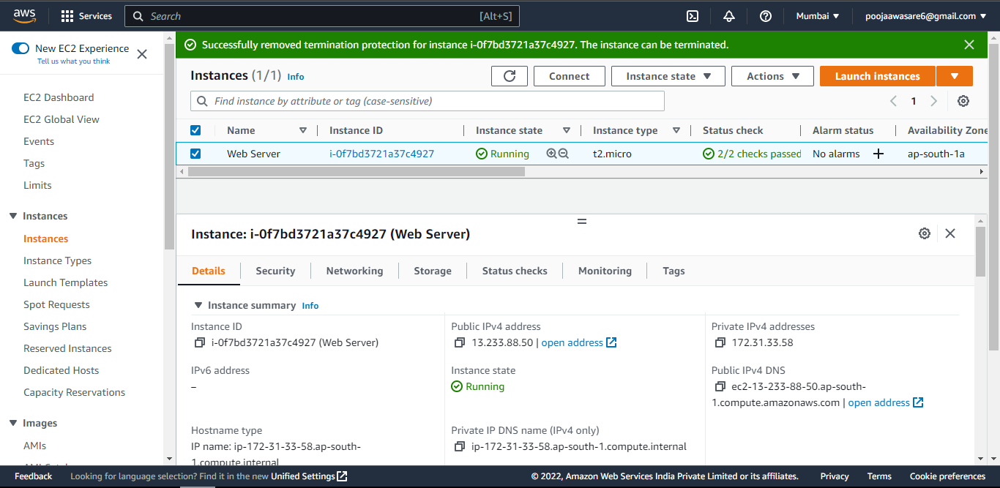 aws
Services
Search
[Alt+S]
Mumbai
poojaawasare6@gmail.com
New EC2 Experience
Tell us what you think
EC2 Dashboard
EC2 Global View
Events
Tags
Limits
Instances
Instances
Instance Types
Launch Templates
Spot Requests
Savings Plans
Reserved Instances
Dedicated Hosts
Capacity Reservations
Images
AMIs
Successfully removed termination protection for instance i-0f7bd3721a37c4927. The instance can be terminated.
Instances (1/1) Info
Connect
Instance state
Actions
Launch instances
Find instance by attribute or tag (case-sensitive)
1
Name
Instance ID
Instance state
Instance type
Status check
Alarm status
Availability Zone
Web Server
i-0f7bd3721a37c4927
Running
t2.micro
2/2 checks passed
No alarms
ap-south-1a
Instance: i-0f7bd3721a37c4927 (Web Server)
Details
Security
Networking
Storage
Status checks
Monitoring
Tags
Instance summary Info
Instance ID
i-0f7bd3721a37c4927 (Web Server)
Public IPv4 address
13.233.88.50 | open address
Private IPv4 addresses
172.31.33.58
IPv6 address
–
Instance state
Running
Public IPv4 DNS
ec2-13-233-88-50.ap-south-
1.compute.amazonaws.com | open address
Hostname type
IP name: ip-172-31-33-58.ap-south-
1.compute.internal
Private IP DNS name (IPv4 only)
ip-172-31-33-58.ap-south-1.compute.internal
Feedback
Looking for language selection? Find it in the new Unified Settings
© 2022, Amazon Web Services India Private Limited or its affiliates.
Privacy
Terms
Cookie preferences